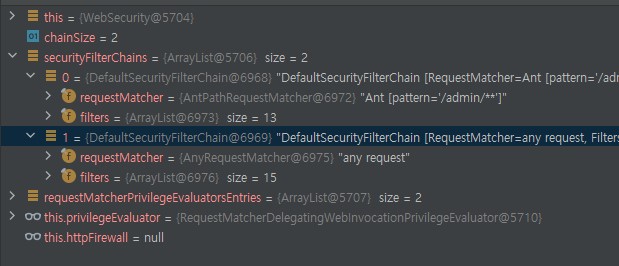 this = {WebSecurity@5704}
01 chainSize = 2
securityFilterChains = {ArrayList@5706} size = 2
0 = {DefaultSecurityFilterChain@6968} "DefaultSecurityFilterChain [RequestMatcher=Ant [pattern='/adn
f requestMatcher = {AntPathRequestMatcher@6972} "Ant [pattern='/admin/**']"
f filters = {ArrayList@6973} size = 13
1 = {DefaultSecurityFilterChain@6969} "DefaultSecurityFilterChain [RequestMatcher=any request, Filters
f requestMatcher = {AnyRequestMatcher@6975} "any request"
f filters = {ArrayList@6976} size = 15
requestMatcherPrivilegeEvaluatorsEntries = {ArrayList@5707} size = 2
this.privilegeEvaluator = {RequestMatcherDelegatingWebInvocationPrivilegeEvaluator@5710}
this.httpFirewall = null